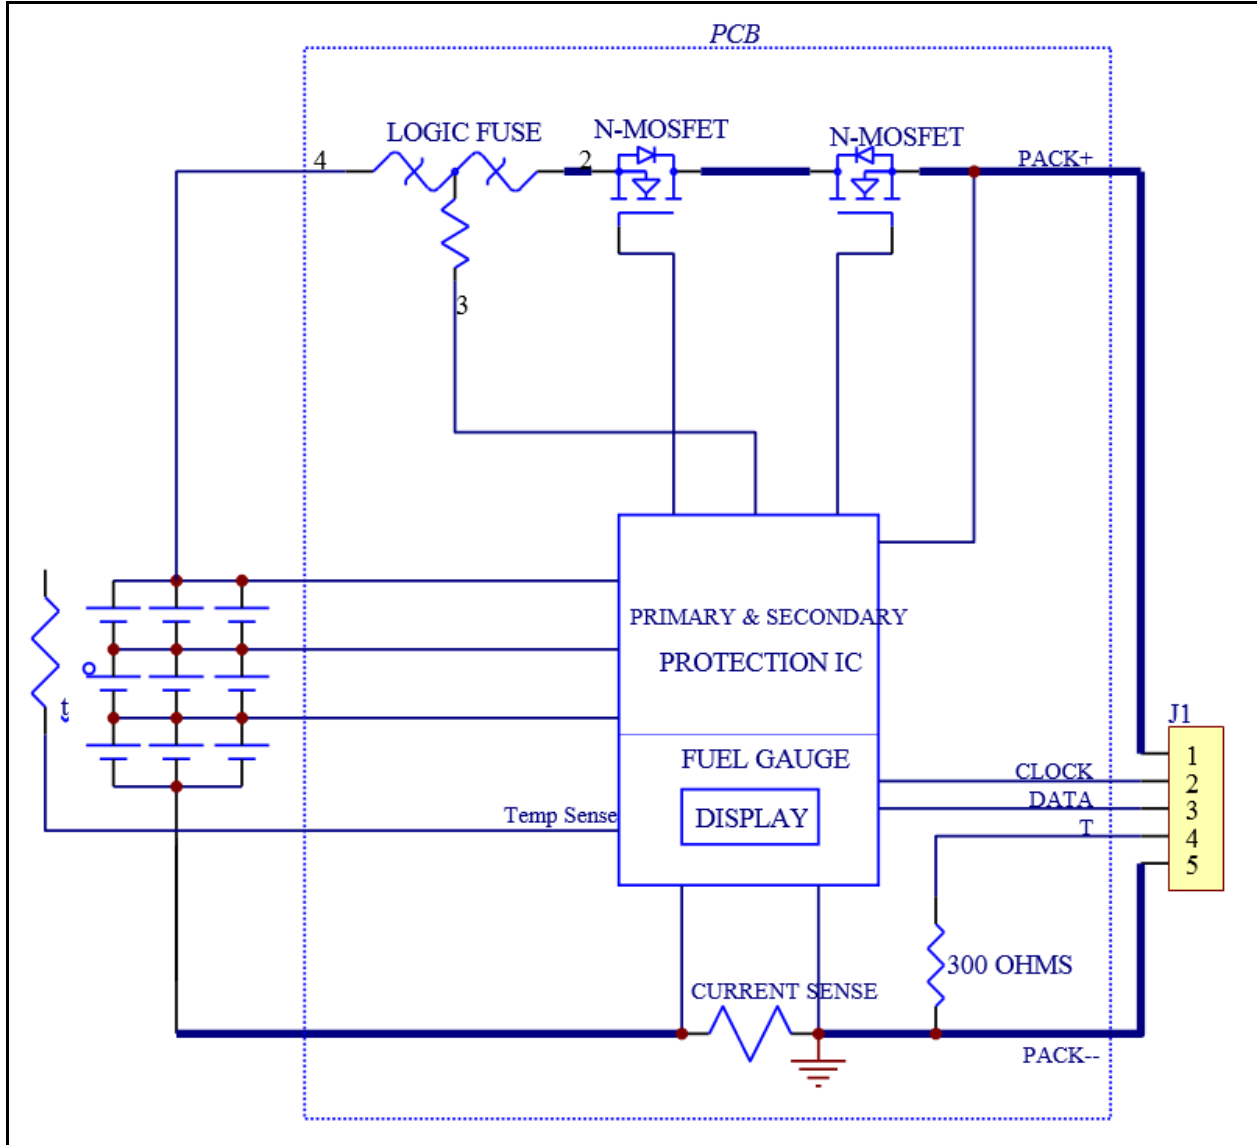 PCB
LOGIC FUSE
N-MOSFET
N-MOSFET
4
2
PACK+
3
PRIMARY & SECONDARY
PROTECTION IC
t
J1
FUEL GAUGE
1
CLOCK
2
DATA
3
Temp Sense
DISPLAY
T
4
5
300 OHMS
CURRENT SENSE
PACK--